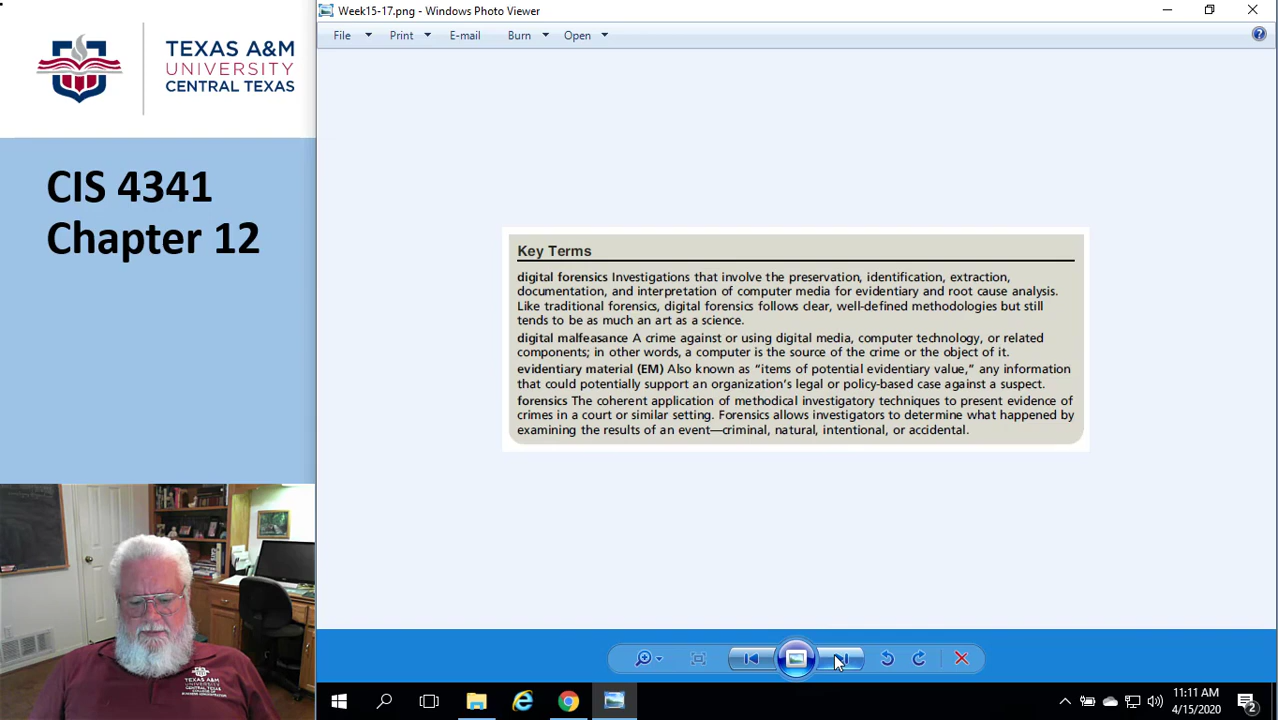 Week15-17.png - Windows Photo Viewer
File
Print
E-mail
Burn
Open
TEXAS A&M
UNIVERSITY
CENTRAL TEXAS
CIS 4341
Chapter 12
Key Terms
digital forensics Investigations that involve the preservation, identification, extraction,
documentation, and interpretation of computer media for evidentiary and root cause analysis.
Like traditional forensics, digital forensics follows clear, well-defined methodologies but still
tends to be as much an art as a science.
digital malfeasance A crime against or using digital media, computer technology, or related
components; in other words, a computer is the source of the crime or the object of it.
evidentiary material (EM) Also known as “items of potential evidentiary value,” any information
that could potentially support an organization’s legal or policy-based case against a suspect.
forensics The coherent application of methodical investigatory techniques to present evidence of
crimes in a court or similar setting. Forensics allows investigators to determine what happened by
examining the results of an event—criminal, natural, intentional, or accidental.
11:11 AM
4/15/2020
2